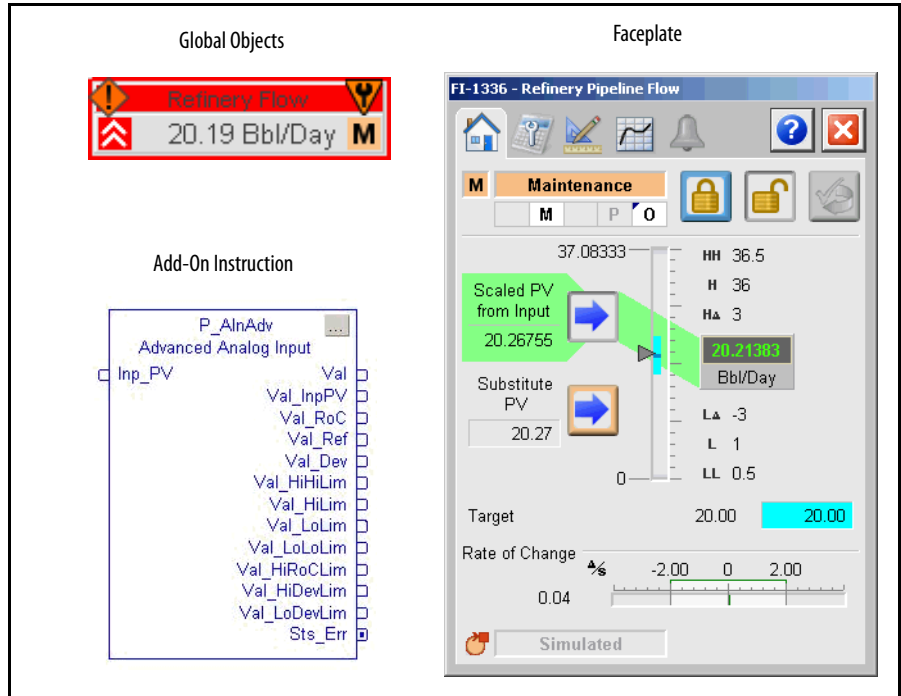 Global Objects
Refinery Flow
20.19 Bbl/Day M
Add-On Instruction
P_AInAdv ...
Advanced Analog Input
Inp_PV Val
Val_InpPV
Val_RoC
Val_Ref
Val_Dev
Val_HiHiLim
Val_HiLim
Val_LoLim
Val_LoLoLim
Val_HiRoCLim
Val_HiDevLim
Val_LoDevLim
Sts_Err
Faceplate
FI-1336 - Refinery Pipeline Flow
?
M Maintenance
M P O
37.08333
HH 36.5
H 36
HΔ 3
Scaled PV
from Input
20.26755
20.21383
Bbl/Day
Substitute
PV
20.27
LΔ -3
L 1
LL 0.5
0
Target 20.00 20.00
Rate of Change
Δ/s -2.00 0 2.00
0.04
Simulated